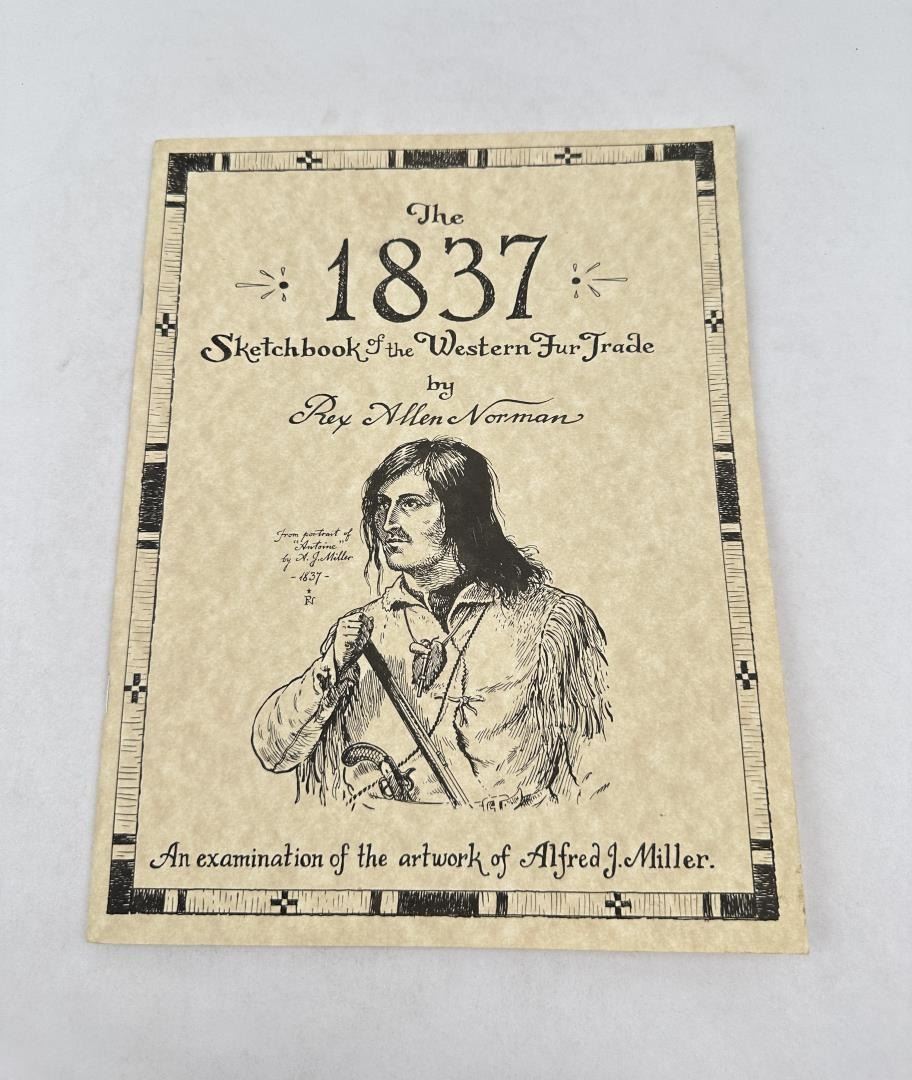 The
1837
Sketchbook of the Western Fur Trade
by
Rex Allen Norman
From portrait of
"Antoine"
by A. J. Miller
- 1837 -
RN
An examination of the artwork of Alfred J. Miller.